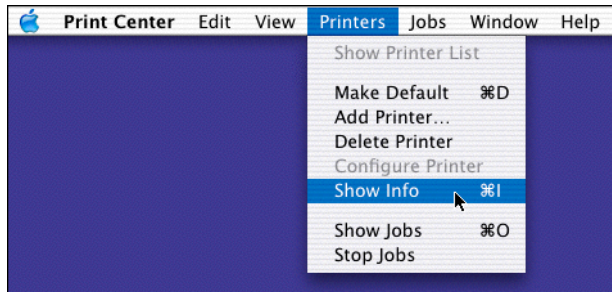 Print Center Edit View Printers Jobs Window Help
Show Printer List
Make Default ⌘D
Add Printer...
Delete Printer
Configure Printer
Show Info ⌘I
Show Jobs ⌘O
Stop Jobs